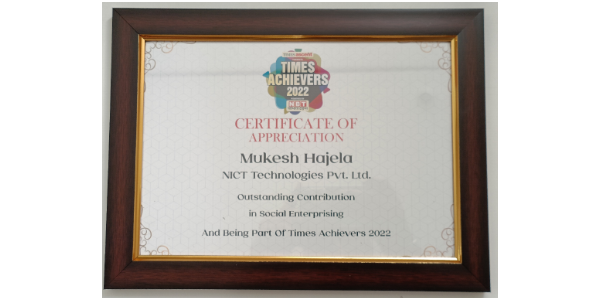 TIMES
ACHIEVERS
2022
CERTIFICATE OF
APPRECIATION
Mukesh Hajela
NICT Technologies Pvt. Ltd.
Outstanding Contribution
in Social Enterprising
And Being Part Of Times Achievers 2022